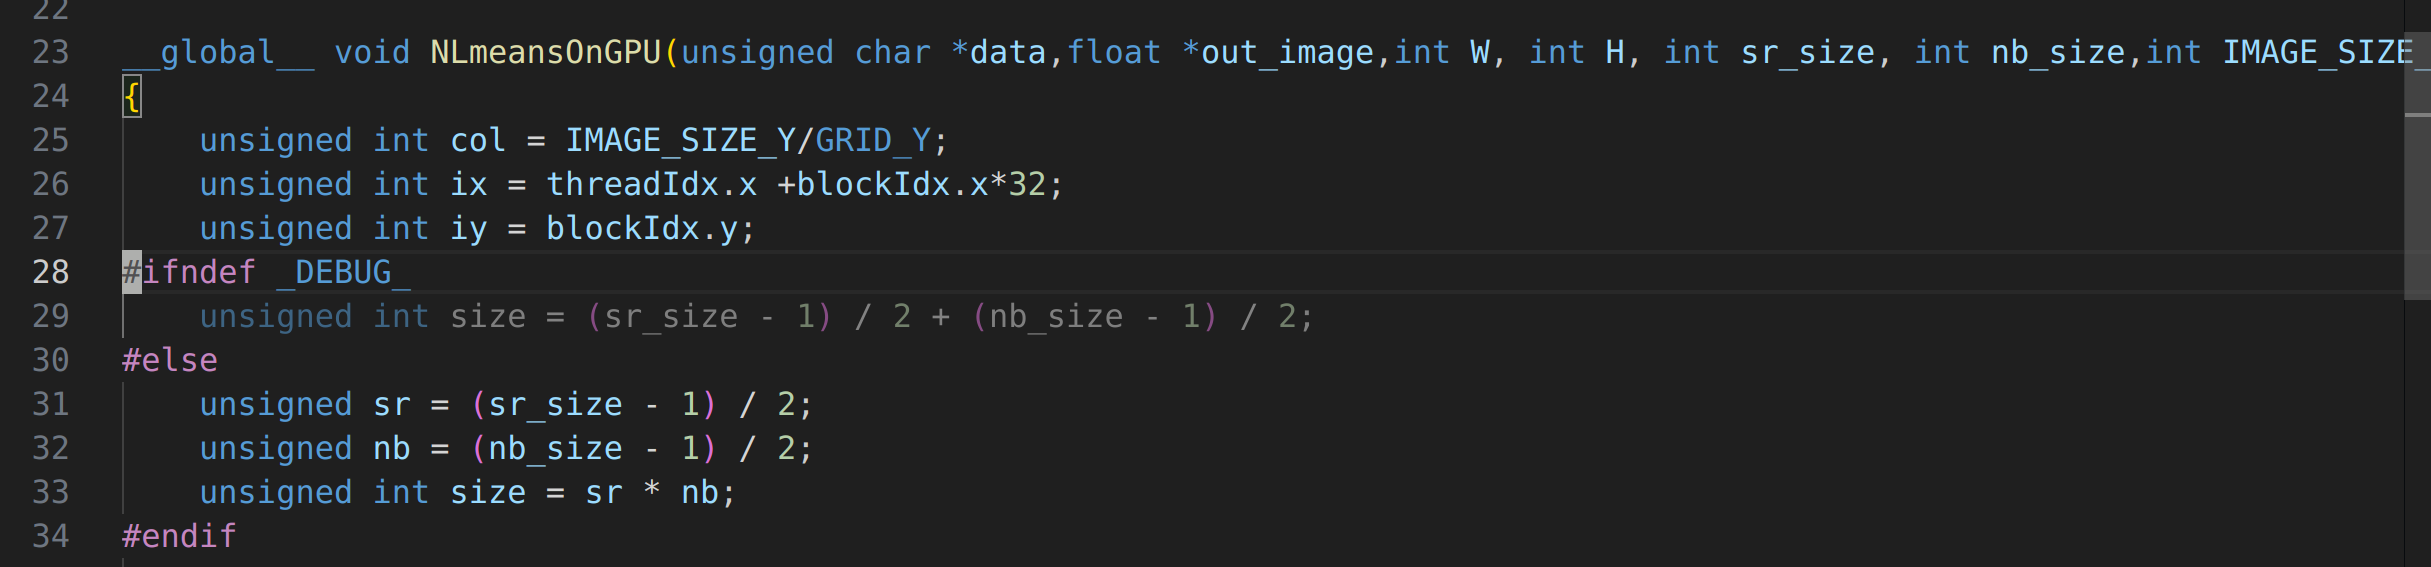 22
23 __global__ void NLmeansOnGPU(unsigned char *data,float *out_image,int W, int H, int sr_size, int nb_size,int IMAGE_SIZE_
24 {
25 unsigned int col = IMAGE_SIZE_Y/GRID_Y;
26 unsigned int ix = threadIdx.x +blockIdx.x*32;
27 unsigned int iy = blockIdx.y;
28 #ifndef _DEBUG_
29 unsigned int size = (sr_size - 1) / 2 + (nb_size - 1) / 2;
30 #else
31 unsigned sr = (sr_size - 1) / 2;
32 unsigned nb = (nb_size - 1) / 2;
33 unsigned int size = sr * nb;
34 #endif